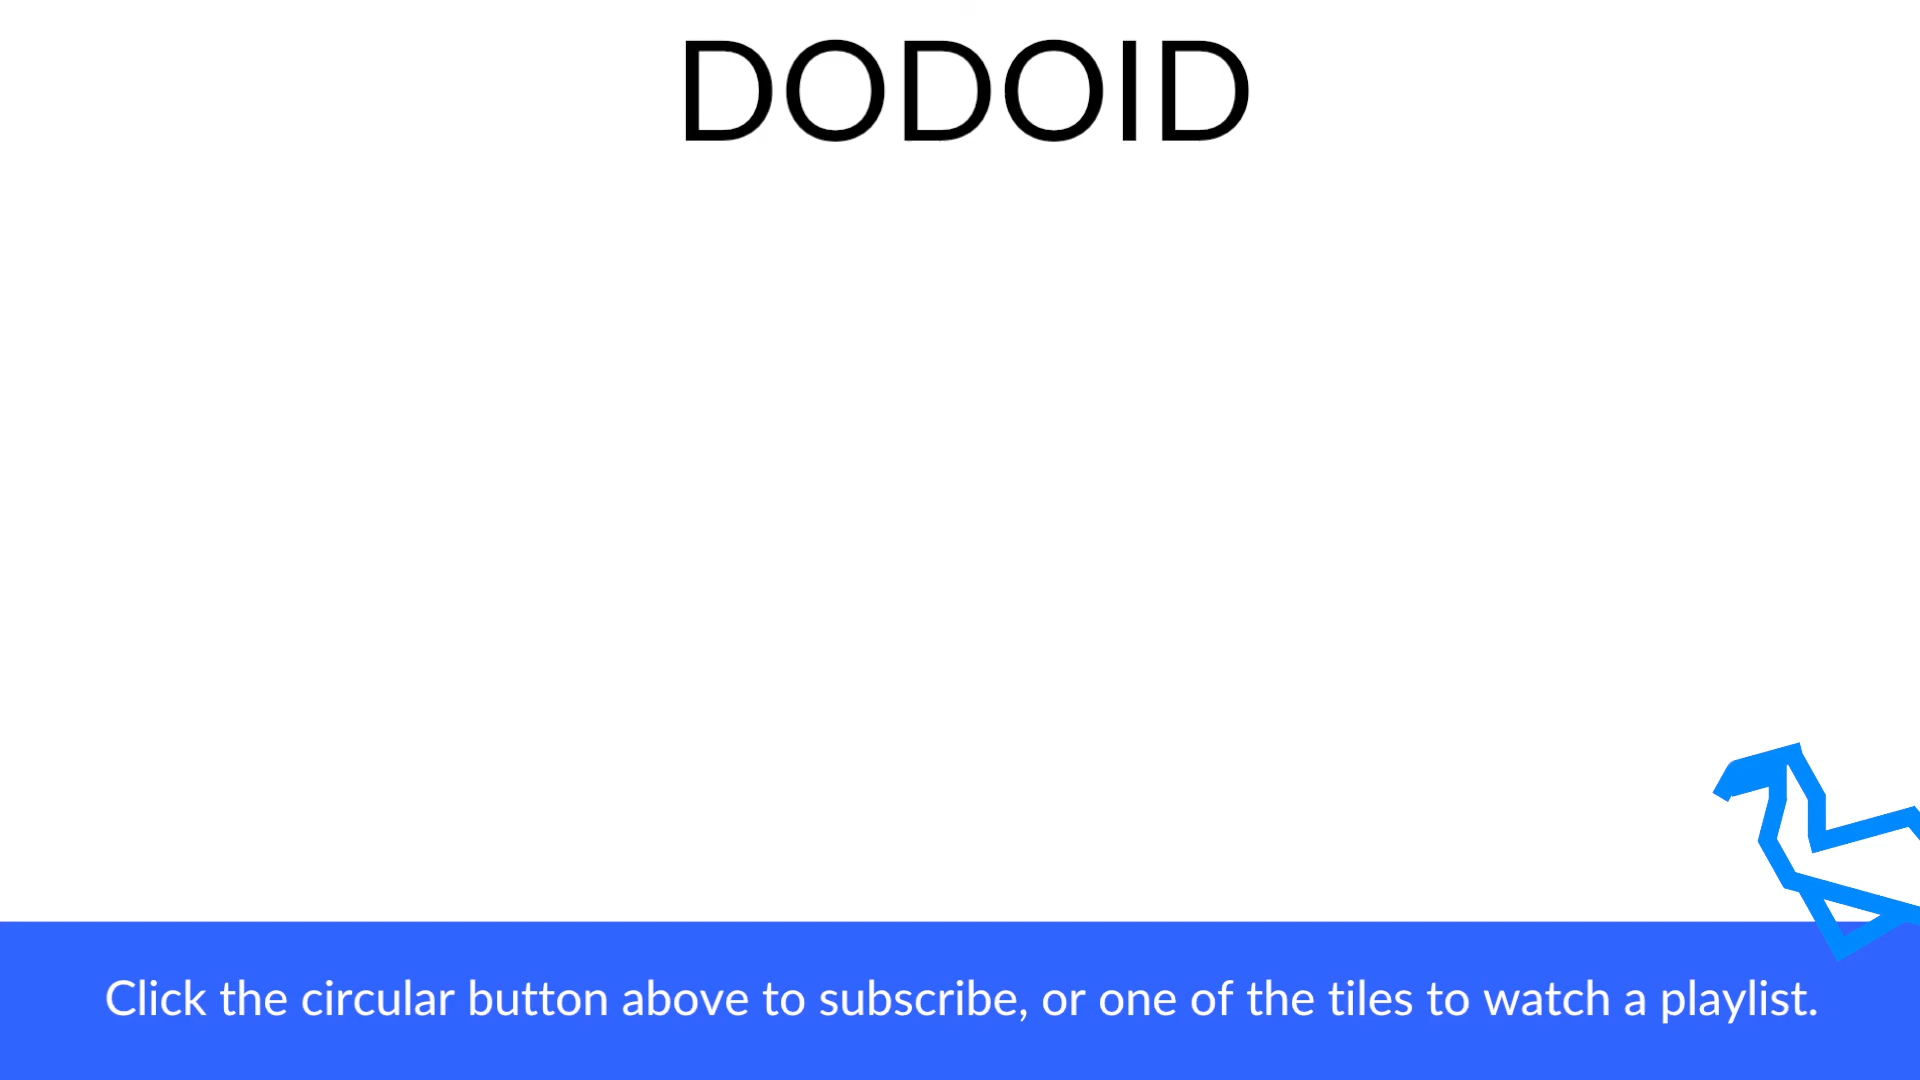 DODOID
Click the circular button above to subscribe, or one of the tiles to watch a playlist.